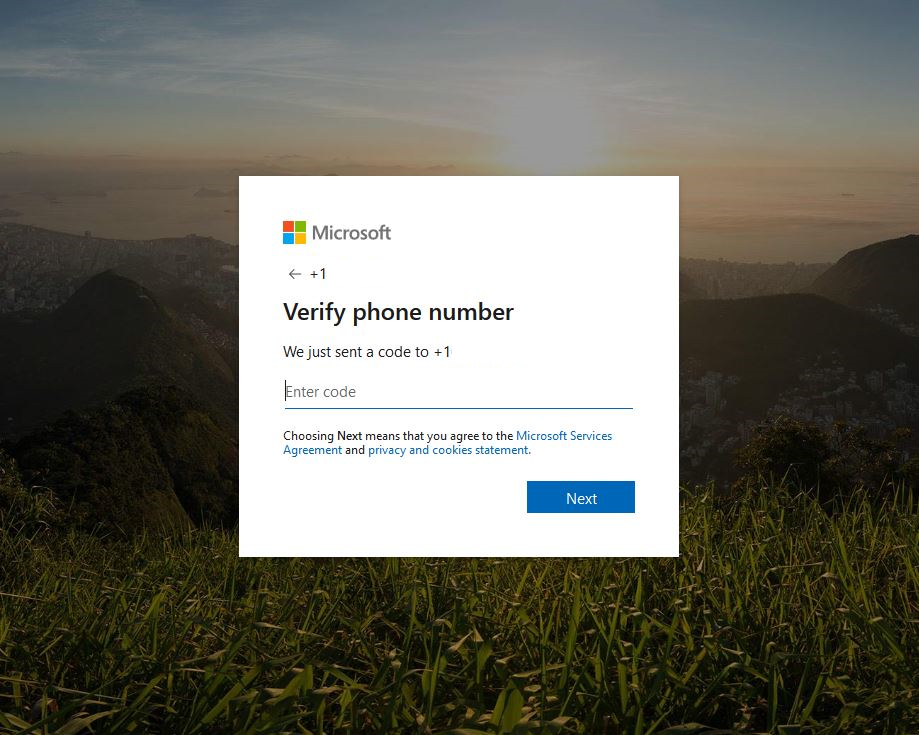 Microsoft
← +1
Verify phone number
We just sent a code to +1
Enter code
Choosing Next means that you agree to the Microsoft Services
Agreement and privacy and cookies statement.
Next